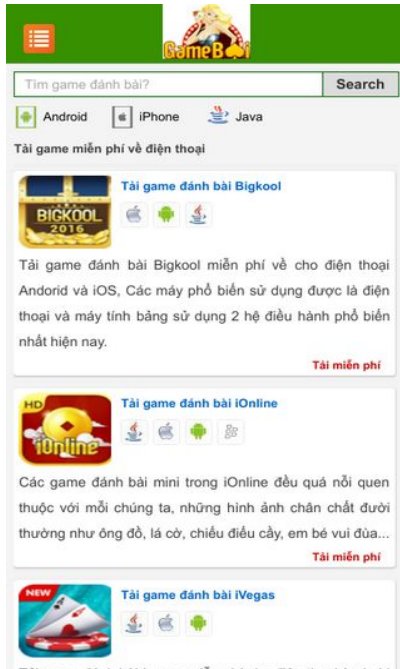 GameBài
Tìm game đánh bài?
Search
Android
iPhone
Java
Tài game miễn phí về điện thoại
BIGKOOL
2016
Tài game đánh bài Bigkool
Tải game đánh bài Bigkool miễn phí về cho điện thoại
Andorid và iOS, Các máy phổ biến sử dụng được là điện
thoại và máy tính bảng sử dụng 2 hệ điều hành phổ biến
nhất hiện nay.
Tải miễn phí
HD
iOnline
Tải game đánh bài iOnline
Các game đánh bài mini trong iOnline đều quá nỗi quen
thuộc với mỗi chúng ta, những hình ảnh chân chất đười
thường như ông đồ, lá cờ, chiếu điếu cầy, em bé vui đùa...
Tải miễn phí
NEW
Tải game đánh bài iVegas